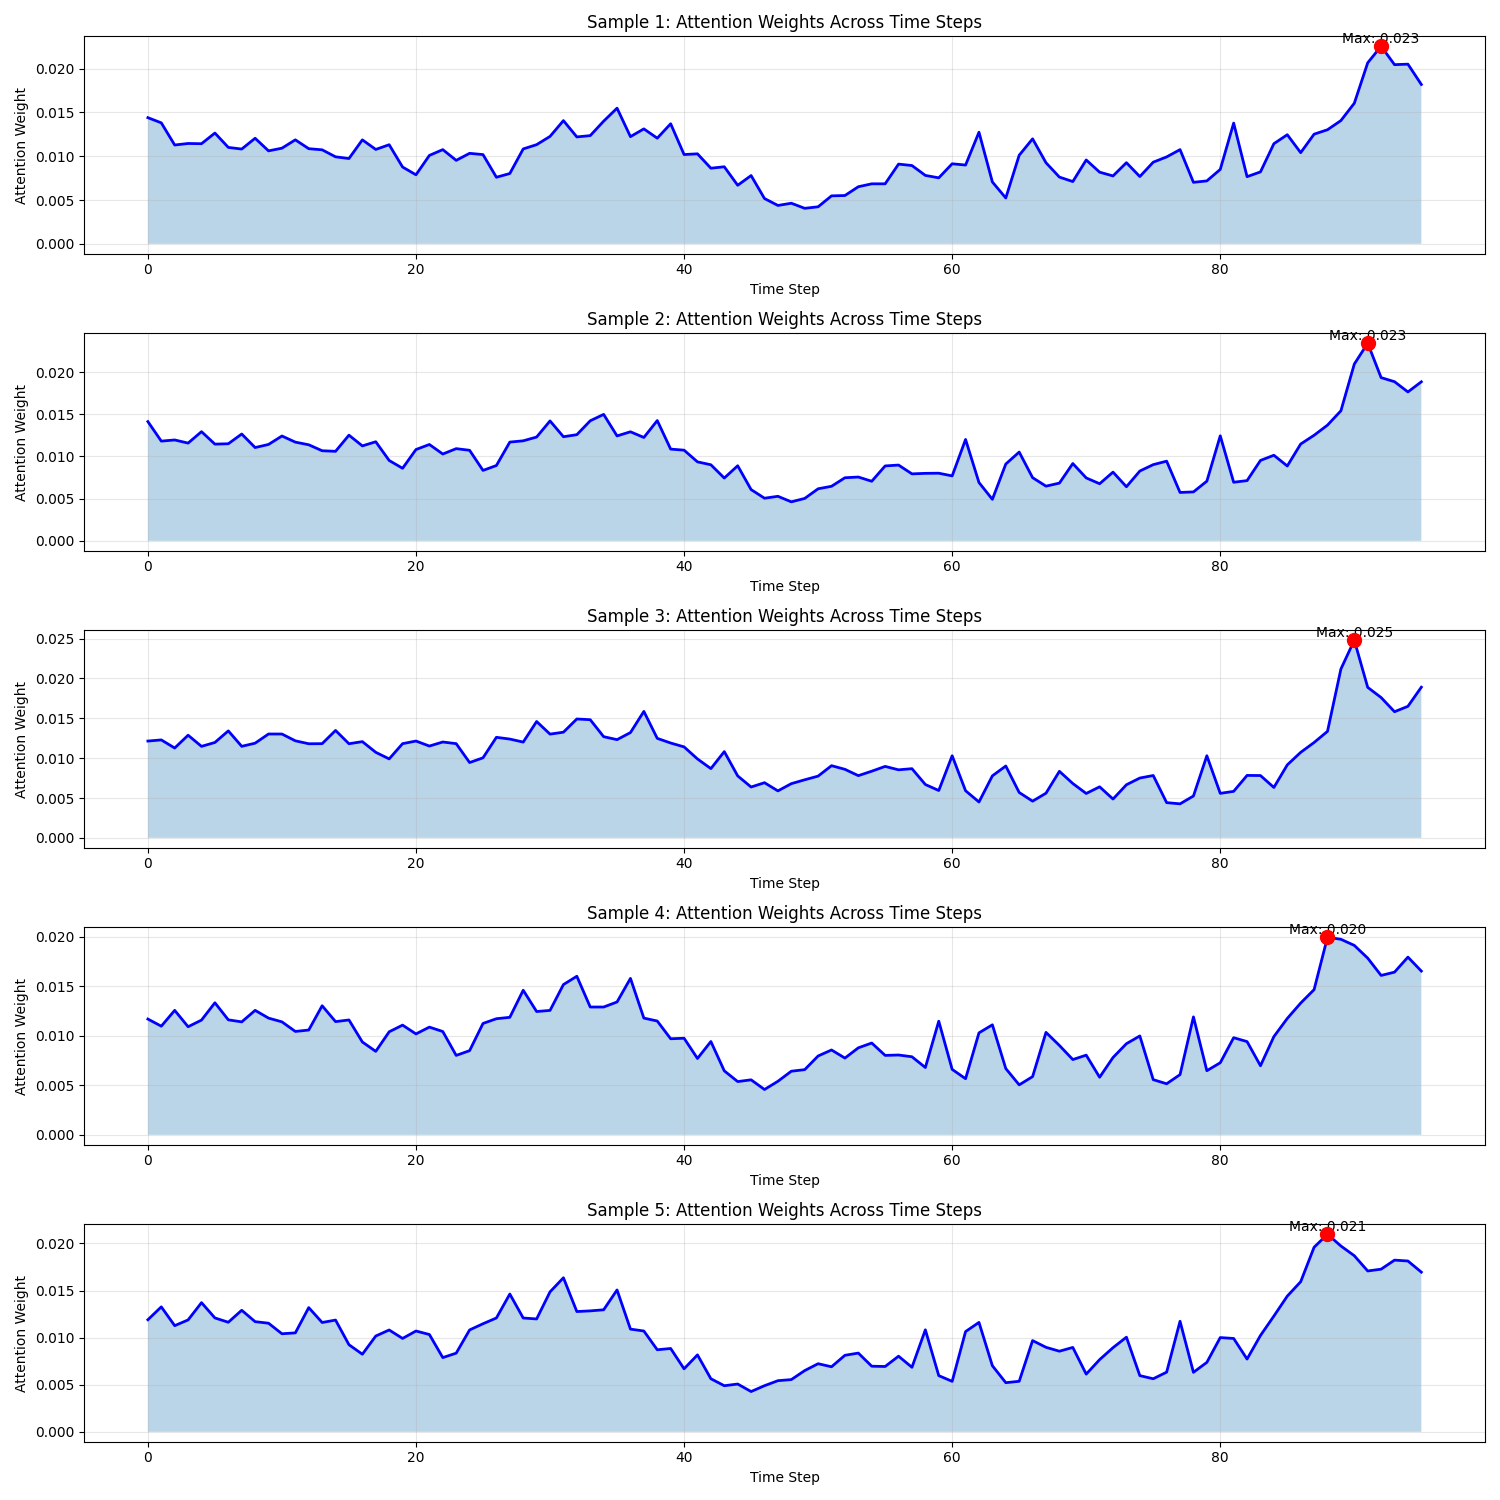 Sample 1: Attention Weights Across Time Steps
Max: 0.023
Attention Weight
0.020
0.015
0.010
0.005
0.000
0 20 40 60 80
Time Step
Sample 2: Attention Weights Across Time Steps
Max: 0.023
Attention Weight
0.020
0.015
0.010
0.005
0.000
0 20 40 60 80
Time Step
Sample 3: Attention Weights Across Time Steps
Max: 0.025
Attention Weight
0.025
0.020
0.015
0.010
0.005
0.000
0 20 40 60 80
Time Step
Sample 4: Attention Weights Across Time Steps
Max: 0.020
Attention Weight
0.020
0.015
0.010
0.005
0.000
0 20 40 60 80
Time Step
Sample 5: Attention Weights Across Time Steps
Max: 0.021
Attention Weight
0.020
0.015
0.010
0.005
0.000
0 20 40 60 80
Time Step